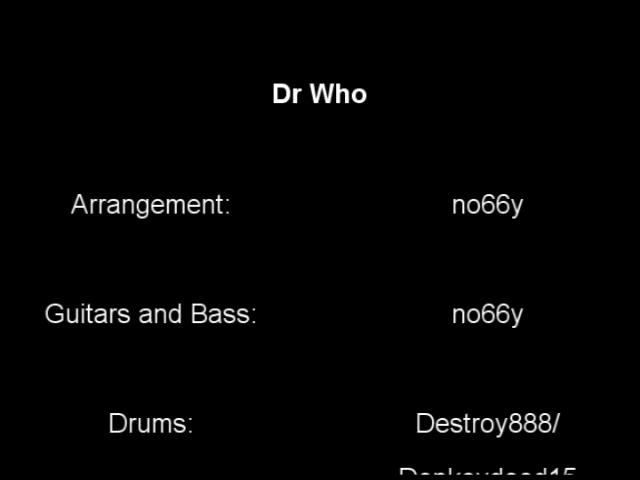 Dr Who
Arrangement: no66y
Guitars and Bass: no66y
Drums: Destroy888/